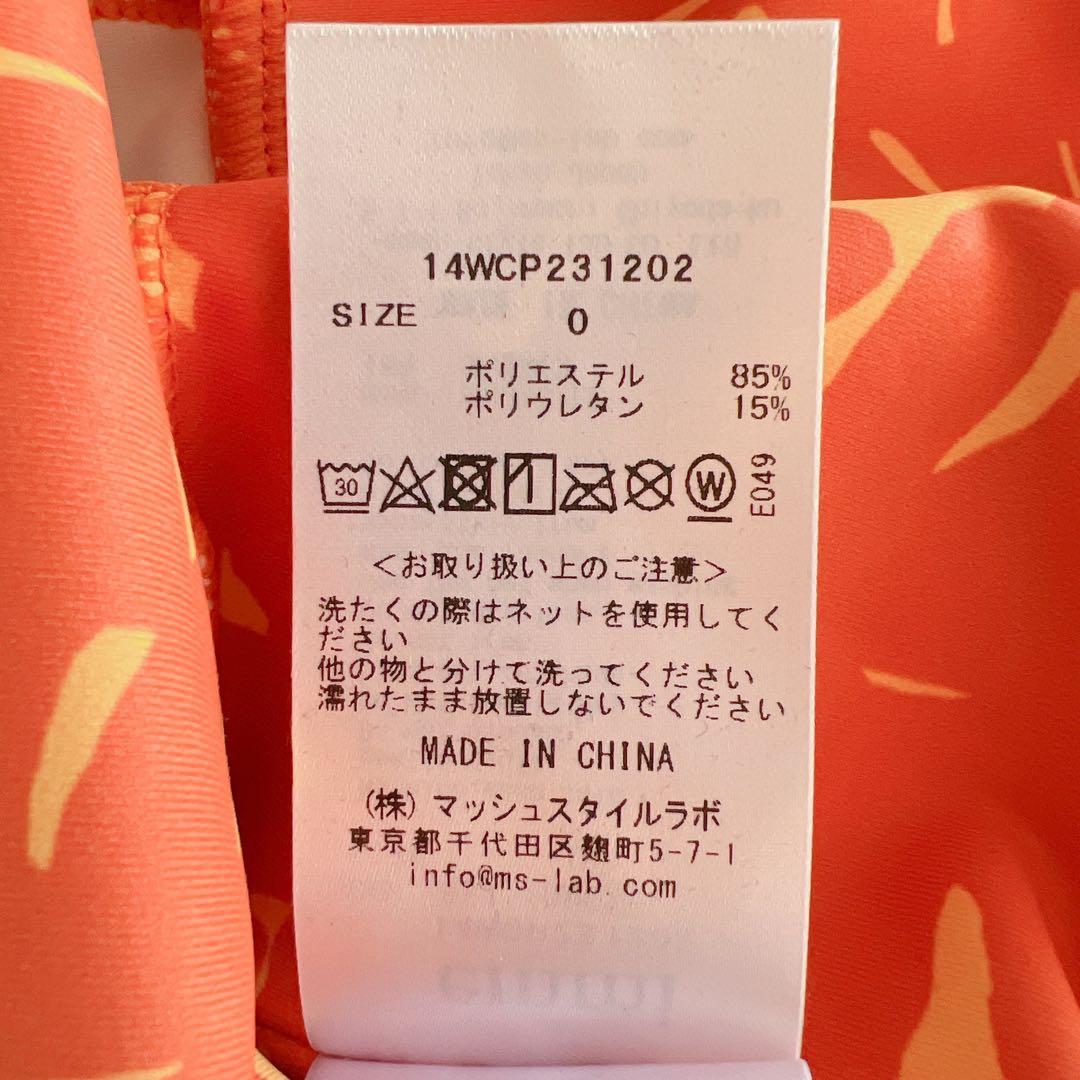 14WCP231202
SIZE 0
ポリエステル 85%
ポリウレタン 15%
30
W
E049
＜お取り扱い上のご注意＞
洗たくの際はネットを使用してく
ださい
他の物と分けて洗ってください
濡れたまま放置しないでください
MADE IN CHINA
(株)マッシュスタイルラボ
東京都千代田区麹町5-7-1
info@ms-lab.com